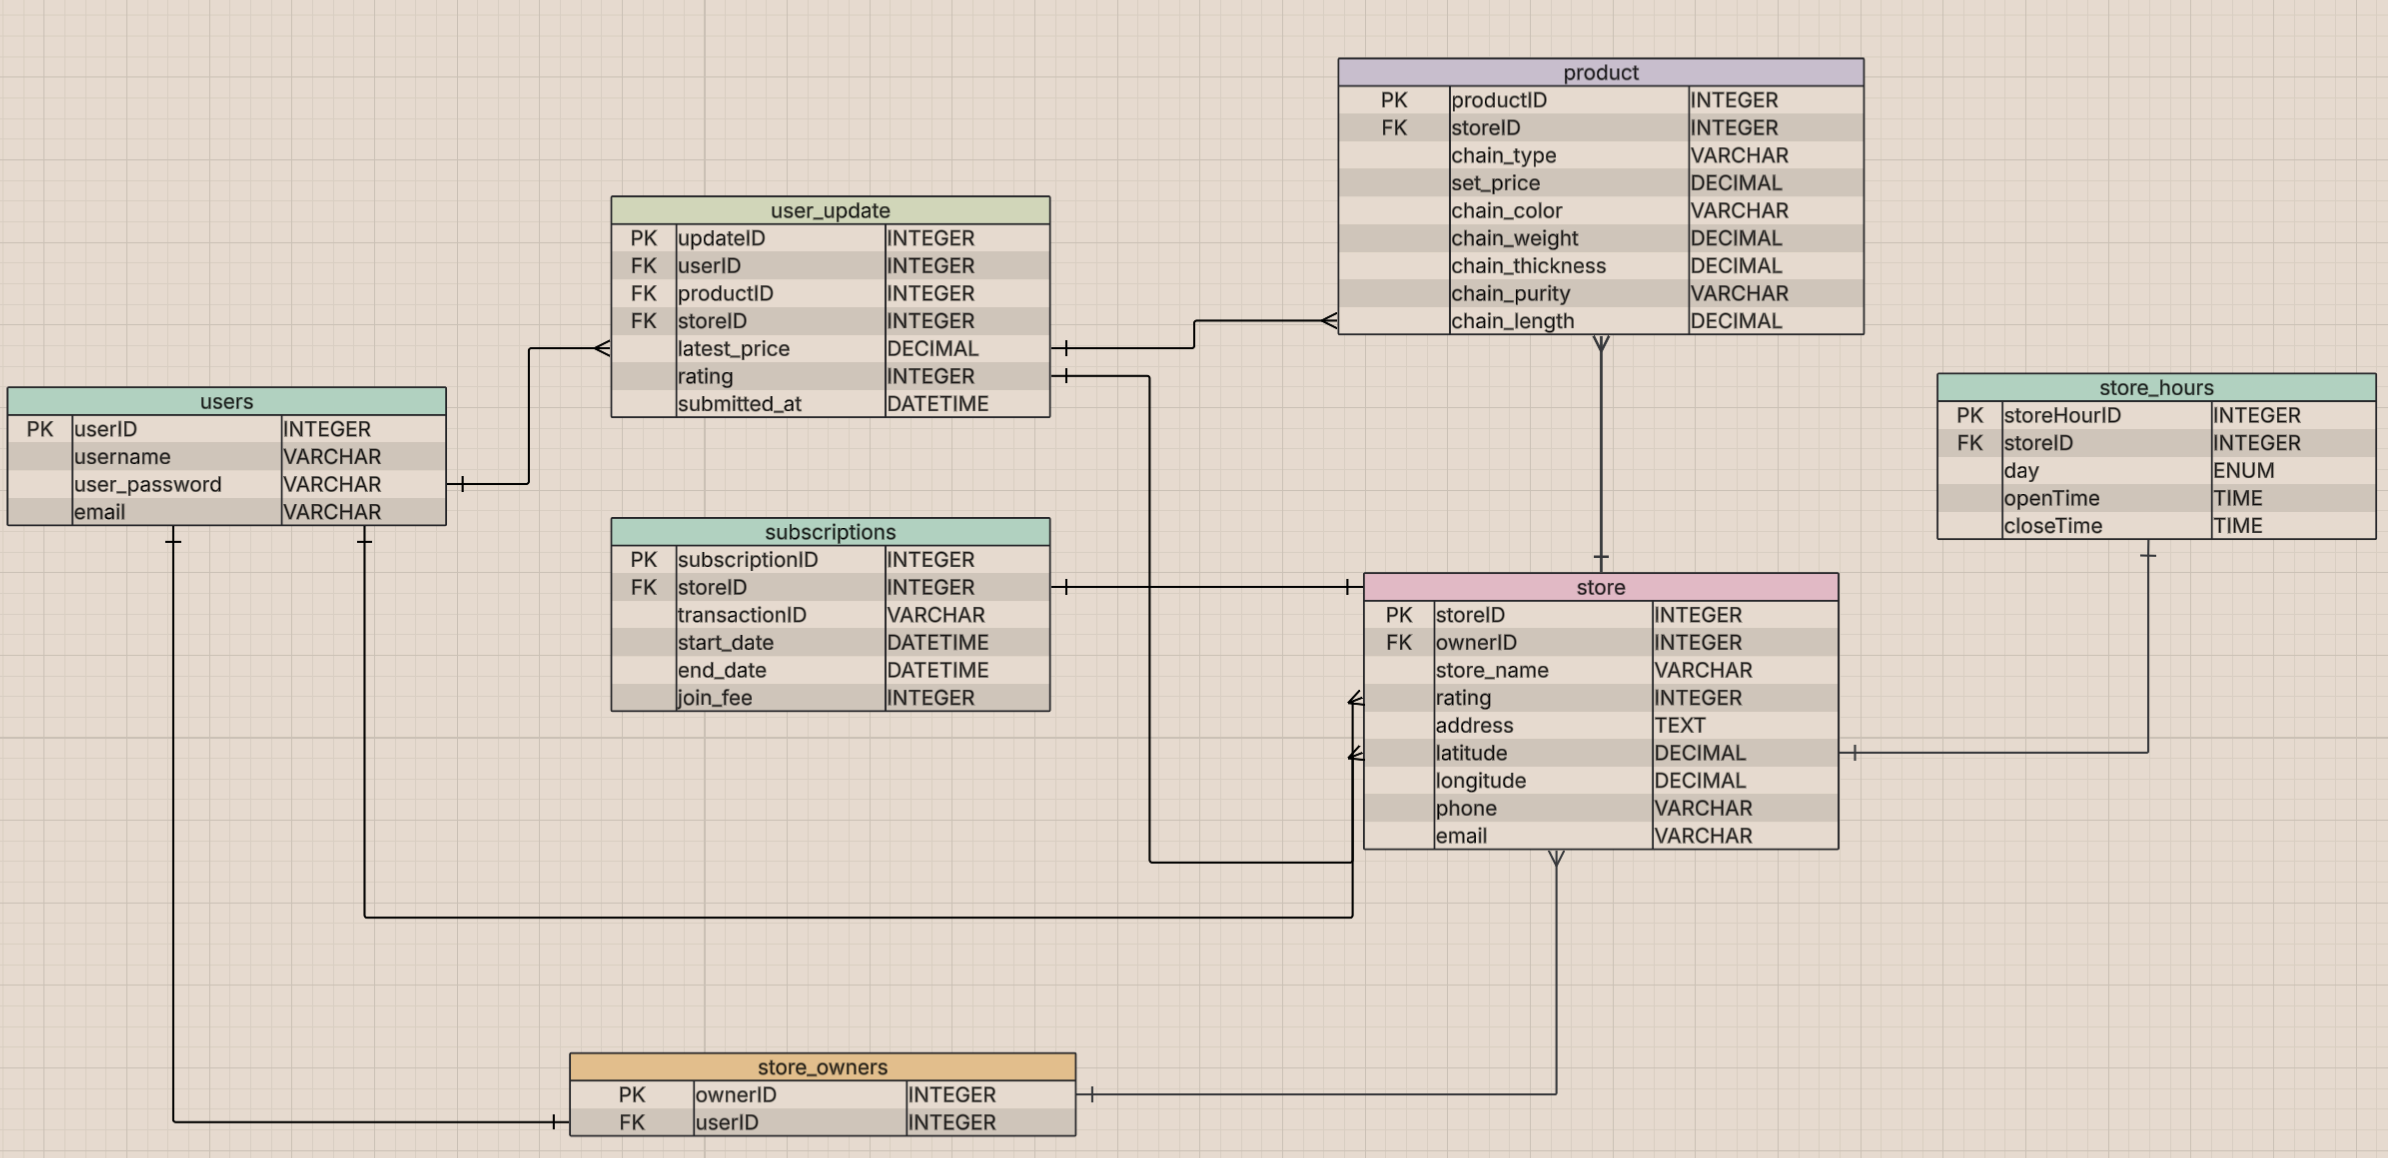 product
PK productID INTEGER
FK storeID INTEGER
chain_type VARCHAR
set_price DECIMAL
chain_color VARCHAR
chain_weight DECIMAL
chain_thickness DECIMAL
chain_purity VARCHAR
chain_length DECIMAL
user_update
PK updateID INTEGER
FK userID INTEGER
FK productID INTEGER
FK storeID INTEGER
latest_price DECIMAL
rating INTEGER
submitted_at DATETIME
users
PK userID INTEGER
username VARCHAR
user_password VARCHAR
email VARCHAR
store_hours
PK storeHourID INTEGER
FK storeID INTEGER
day ENUM
openTime TIME
closeTime TIME
subscriptions
PK subscriptionID INTEGER
FK storeID INTEGER
transactionID VARCHAR
start_date DATETIME
end_date DATETIME
join_fee INTEGER
store
PK storeID INTEGER
FK ownerID INTEGER
store_name VARCHAR
rating INTEGER
address TEXT
latitude DECIMAL
longitude DECIMAL
phone VARCHAR
email VARCHAR
store_owners
PK ownerID INTEGER
FK userID INTEGER